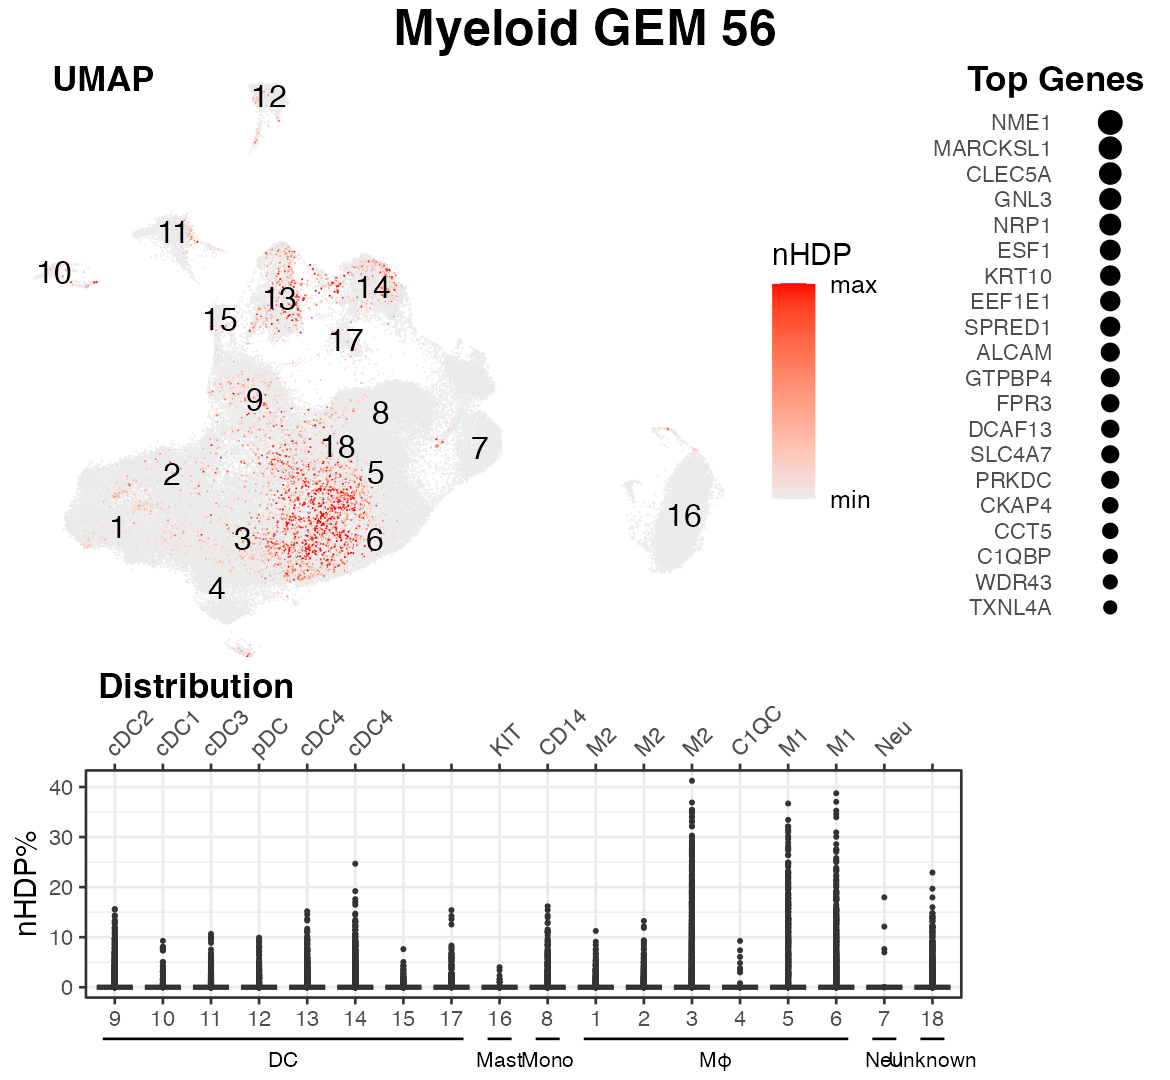 Myeloid GEM 56
UMAP
12
11
10
13
14
15
17
9
8
18
7
2
5
1
3
6
4
16
nHDP
max
min
Top Genes
NME1
MARCKSL1
CLEC5A
GNL3
NRP1
ESF1
KRT10
EEF1E1
SPRED1
ALCAM
GTPBP4
FPR3
DCAF13
SLC4A7
PRKDC
CKAP4
CCT5
C1QBP
WDR43
TXNL4A
Distribution
cDC2 cDC1 cDC3 pDC cDC4 cDC4 KIT CD14 M2 M2 M2 C1QC M1 M1 Neu
nHDP%
40
30
20
10
0
9 10 11 12 13 14 15 17 16 8 1 2 3 4 5 6 7 18
DC Mast Mono Mφ Neu Unknown